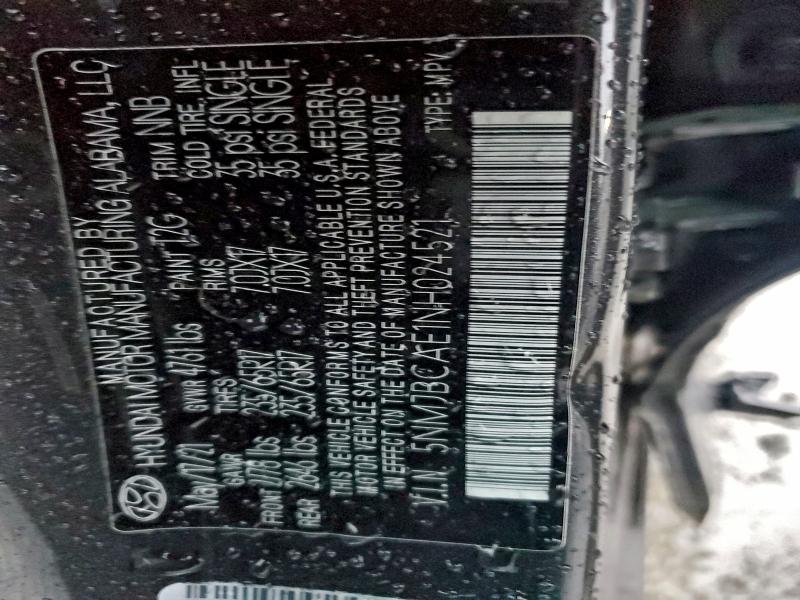 MANUFACTURED BY
HYUNDAI MOTOR MANUFACTURING ALABAMA, LLC
May/17/21 GVWR 4761 lbs PAINT T2G TRIM NNB
GAWR TIRES RIMS COLD TIRE. INFL
FRONT lbs 235/65R17 7.0JX17 35 psi SINGLE
REAR 2640 lbs 235/65R17 7.0JX17 35 psi SINGLE
THIS VEHICLE CONFORMS TO ALL APPLICABLE U.S.A. FEDERAL
MOTOR VEHICLE SAFETY AND THEFT PREVENTION STANDARDS
IN EFFECT ON THE DATE OF MANUFACTURE SHOWN ABOVE
V.I.N. 5NMJBCAE1NH024521 TYPE: MPV